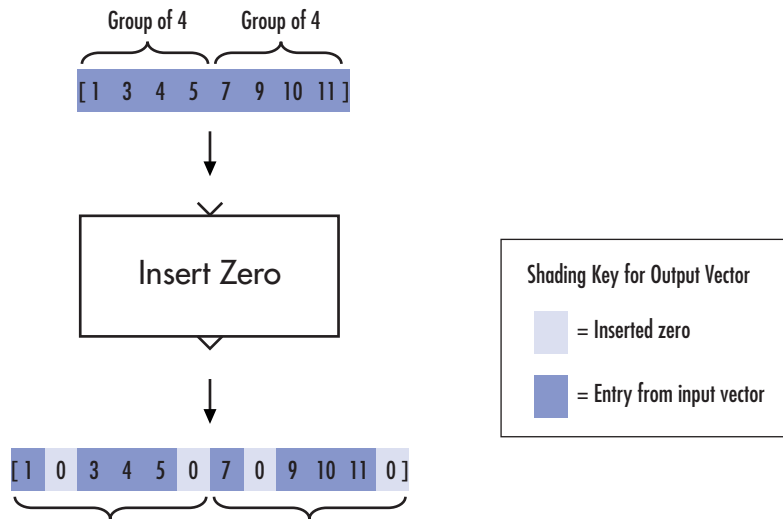 Group of 4 Group of 4
[ 1 3 4 5 7 9 10 11 ]
Insert Zero
Shading Key for Output Vector
= Inserted zero
= Entry from input vector
[ 1 0 3 4 5 0 7 0 9 10 11 0 ]